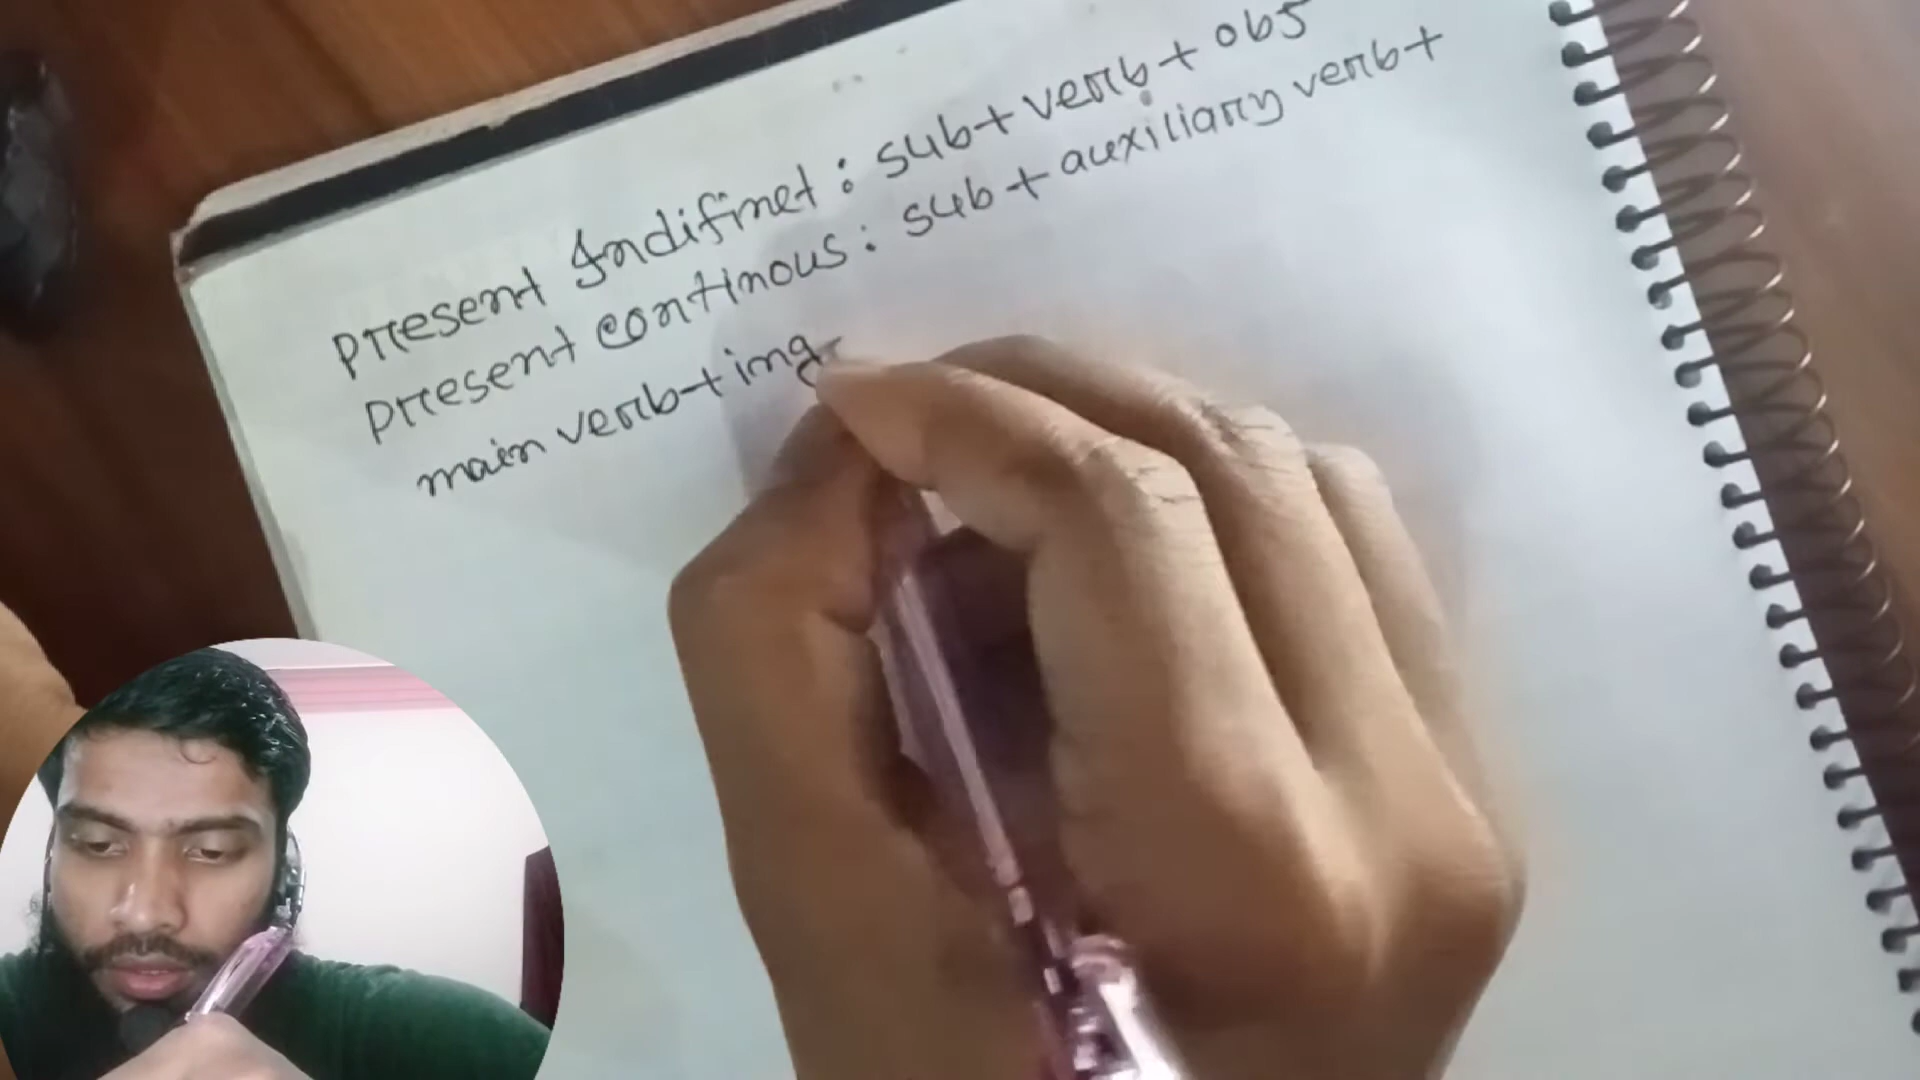 Present Indifinet : sub + verb + obj
Present continous : sub + auxiliary verb +
main verb + ing